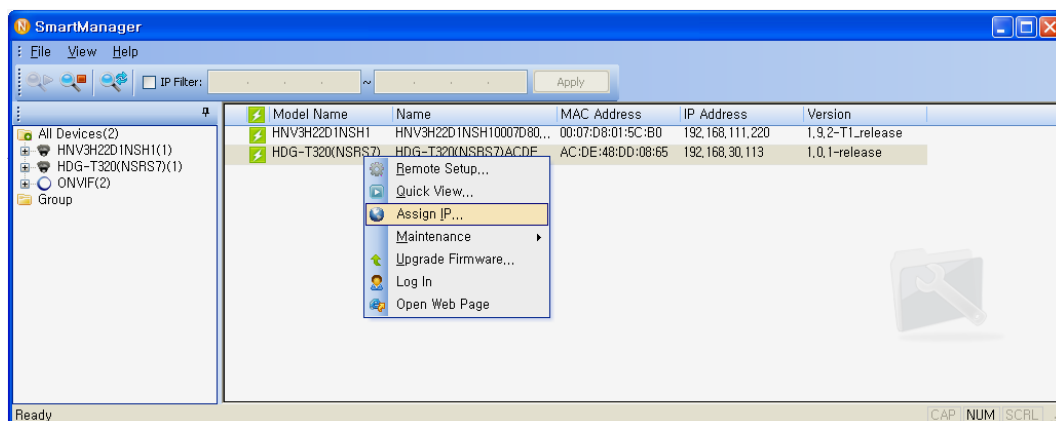 SmartManager
File View Help
IP Filter: . . . ~ . . . Apply
Model Name Name MAC Address IP Address Version
All Devices(2)
HNV3H22D1NSH1(1)
HDG-T320(NSRS7)(1)
ONVIF(2)
Group
HNV3H22D1NSH1 HNV3H22D1NSH10007D80... 00:07:D8:01:5C:B0 192,168,111,220 1,9,2-T1_release
HDG-T320(NSRS7) HDG-T320(NSRS7)ACDE AC:DE:48:DD:08:65 192,168,30,113 1,0,1-release
Remote Setup...
Quick View...
Assign IP...
Maintenance
Upgrade Firmware...
Log In
Open Web Page
Ready CAP NUM SCRL